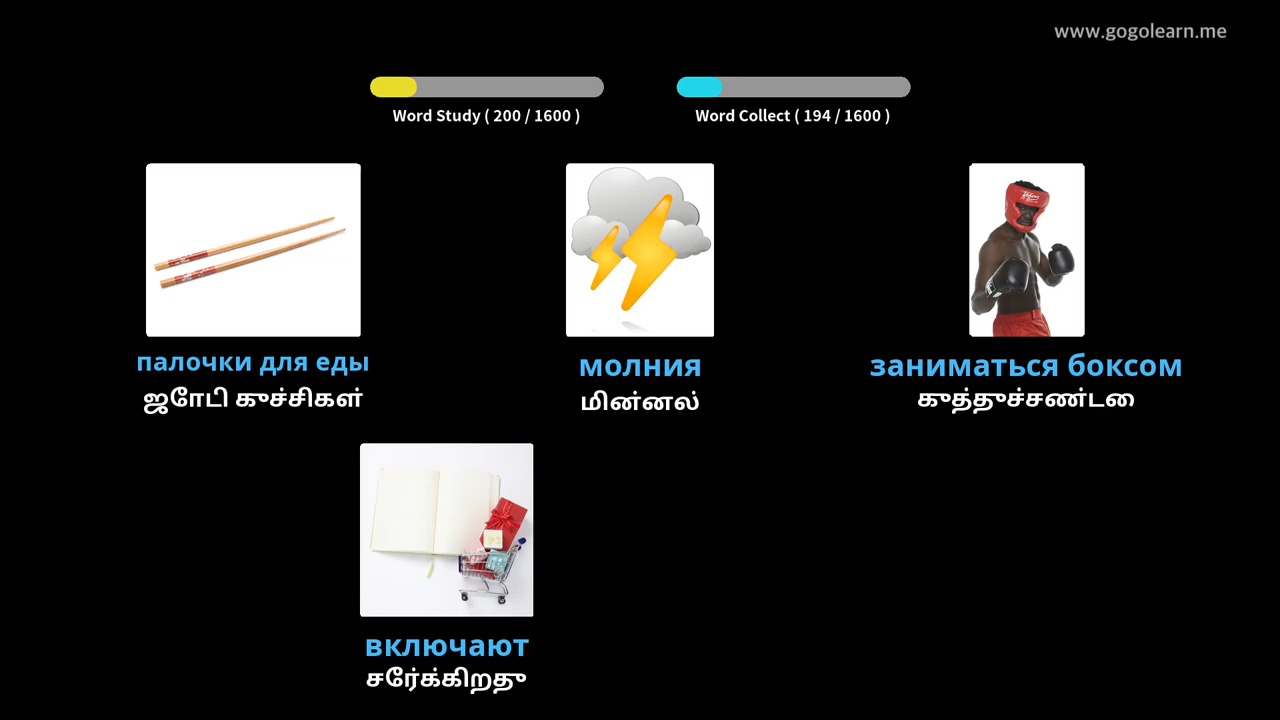 www.gogolearn.me
Word Study ( 200 / 1600 )
Word Collect ( 194 / 1600 )
палочки для еды
ஜோடி குச்சிகள்
молния
மின்னல்
заниматься боксом
குத்துச்சண்டை
включают
சேர்க்கிறது